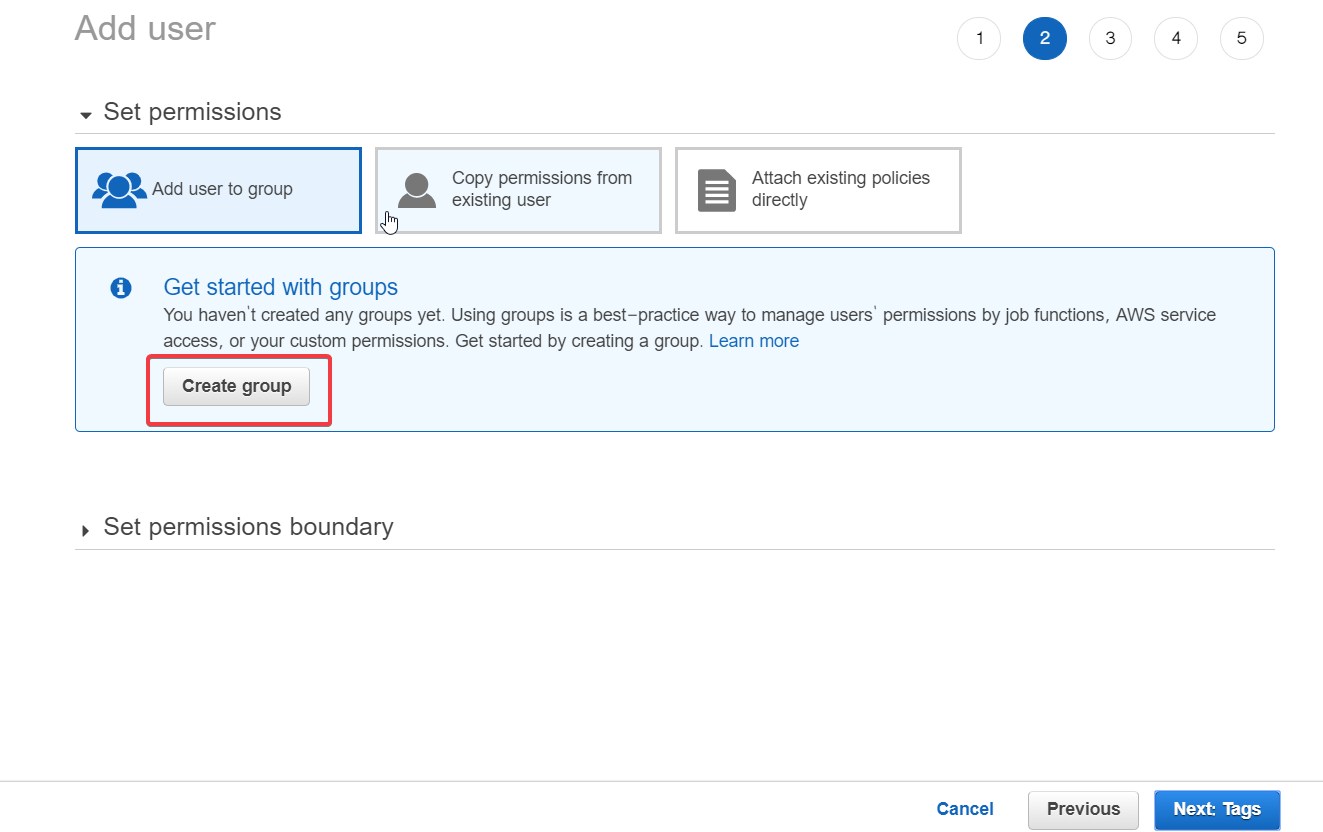 Add user
1 2 3 4 5
Set permissions
Add user to group
Copy permissions from
existing user
Attach existing policies
directly
Get started with groups
You haven't created any groups yet. Using groups is a best-practice way to manage users' permissions by job functions, AWS service
access, or your custom permissions. Get started by creating a group. Learn more
Create group
Set permissions boundary
Cancel Previous Next: Tags